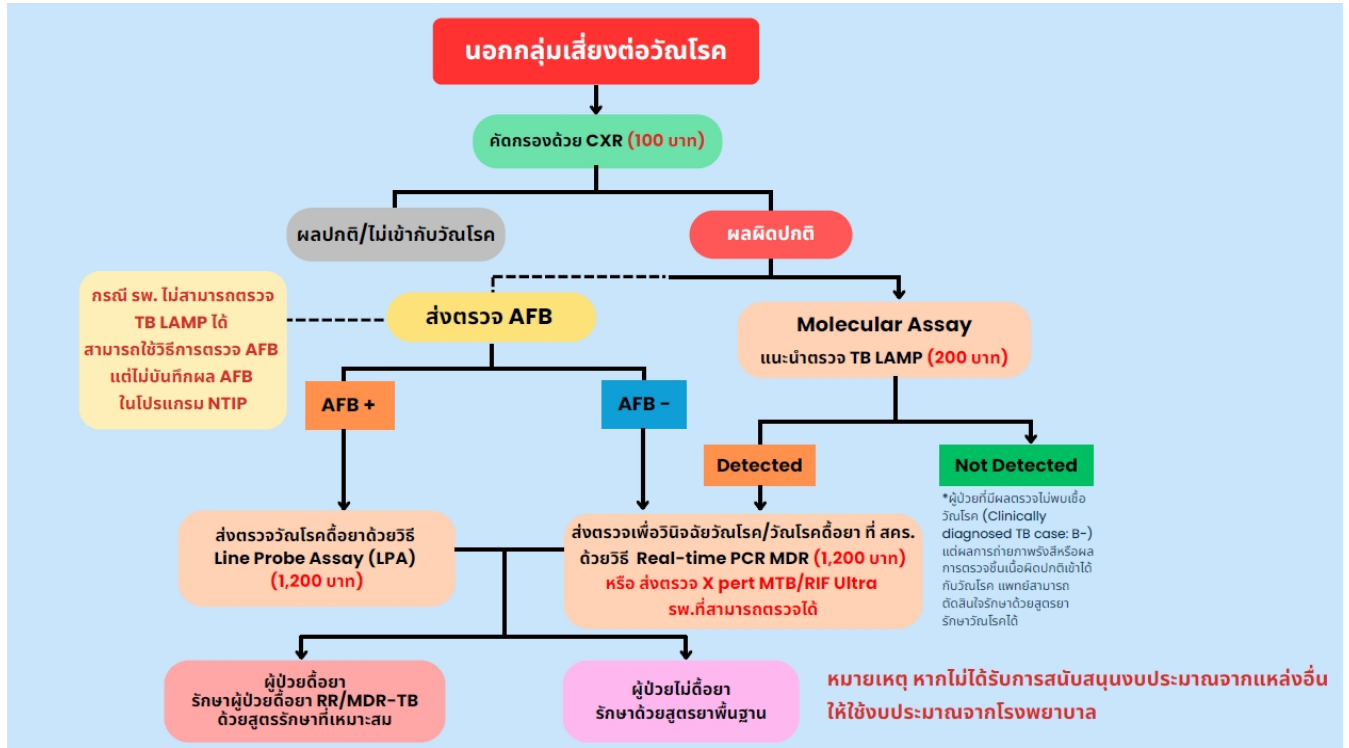 นอกกลุ่มเสี่ยงต่อวัณโรค
คัดกรองด้วย CXR (100 บาท)
ผลปกติ/ไม่เข้ากับวัณโรค
ผลผิดปกติ
กรณี รพ. ไม่สามารถตรวจ
TB LAMP ได้
สามารถใช้วิธีการตรวจ AFB
แต่ไม่บันทึกผล AFB
ในโปรแกรม NTIP
ส่งตรวจ AFB
Molecular Assay
แนะนำตรวจ TB LAMP (200 บาท)
AFB +
AFB -
Detected
Not Detected
*ผู้ป่วยที่มีผลตรวจไม่พบเชื้อ
วัณโรค (Clinically
diagnosed TB case: B-)
แต่ผลการถ่ายภาพรังสีหรือผล
การตรวจชิ้นเนื้อผิดปกติเข้าได้
กับวัณโรค แพทย์สามารถ
ตัดสินใจรักษาด้วยสูตรยา
รักษาวัณโรคได้
ส่งตรวจวัณโรคดื้อยาด้วยวิธี
Line Probe Assay (LPA)
(1,200 บาท)
ส่งตรวจเพื่อวินิจฉัยวัณโรค/วัณโรคดื้อยา ที่ สคร.
ด้วยวิธี Real-time PCR MDR (1,200 บาท)
หรือ ส่งตรวจ X pert MTB/RIF Ultra
รพ.ที่สามารถตรวจได้
ผู้ป่วยดื้อยา
รักษาผู้ป่วยดื้อยา RR/MDR-TB
ด้วยสูตรรักษาที่เหมาะสม
ผู้ป่วยไม่ดื้อยา
รักษาด้วยสูตรยาพื้นฐาน
หมายเหตุ หากไม่ได้รับการสนับสนุนงบประมาณจากแหล่งอื่น
ให้ใช้งบประมาณจากโรงพยาบาล